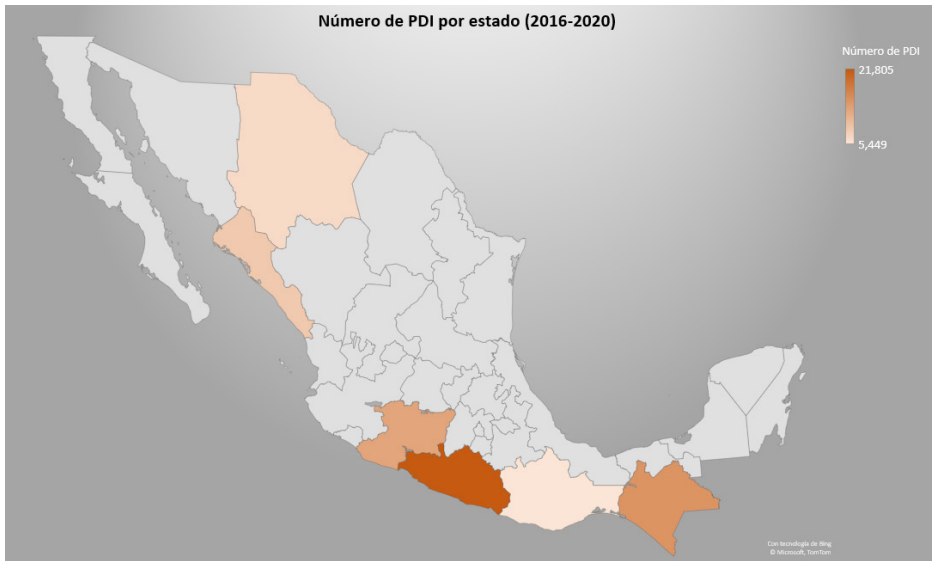 Número de PDI por estado (2016-2020)
Número de PDI
21,805
5,449
Con tecnología de Bing
© Microsoft, TomTom